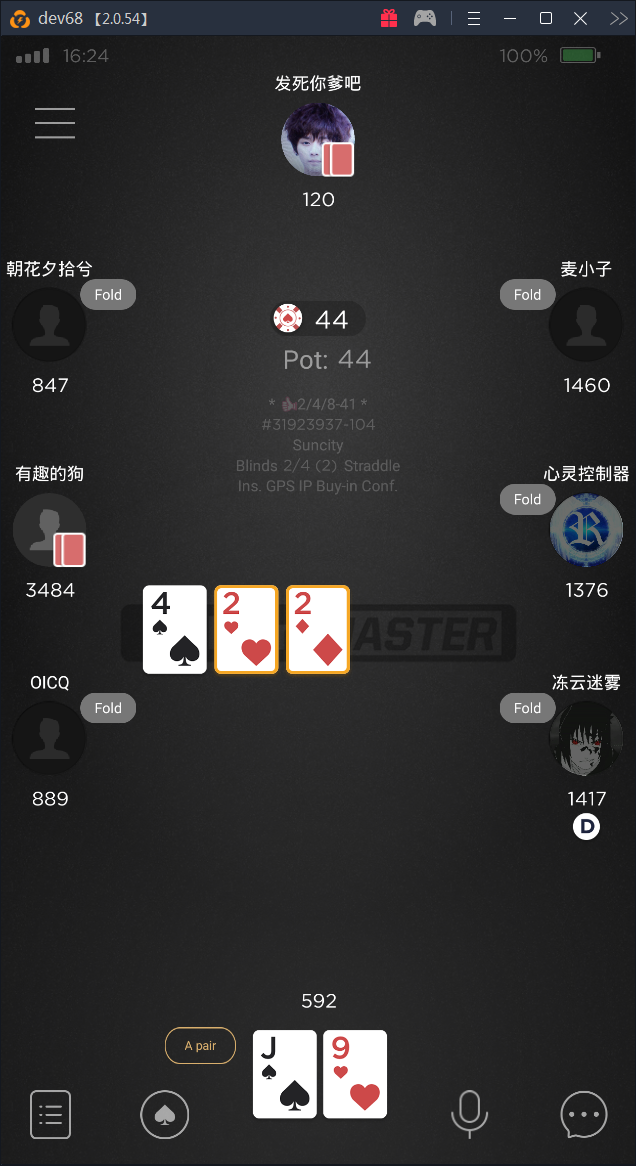 dev68 【2.0.54】
16:24
100%
发死你爹吧
120
朝花夕拾兮
Fold
847
麦小子
Fold
1460
44
Pot: 44
* 2/4/8-41 *
#31923937-104
Suncity
Blinds 2/4 (2) Straddle
Ins. GPS IP Buy-in Conf.
有趣的狗
3484
心灵控制器
Fold
R
1376
4
2
2
ASTER
OICQ
Fold
889
冻云迷雾
Fold
1417
D
592
A pair
J
9